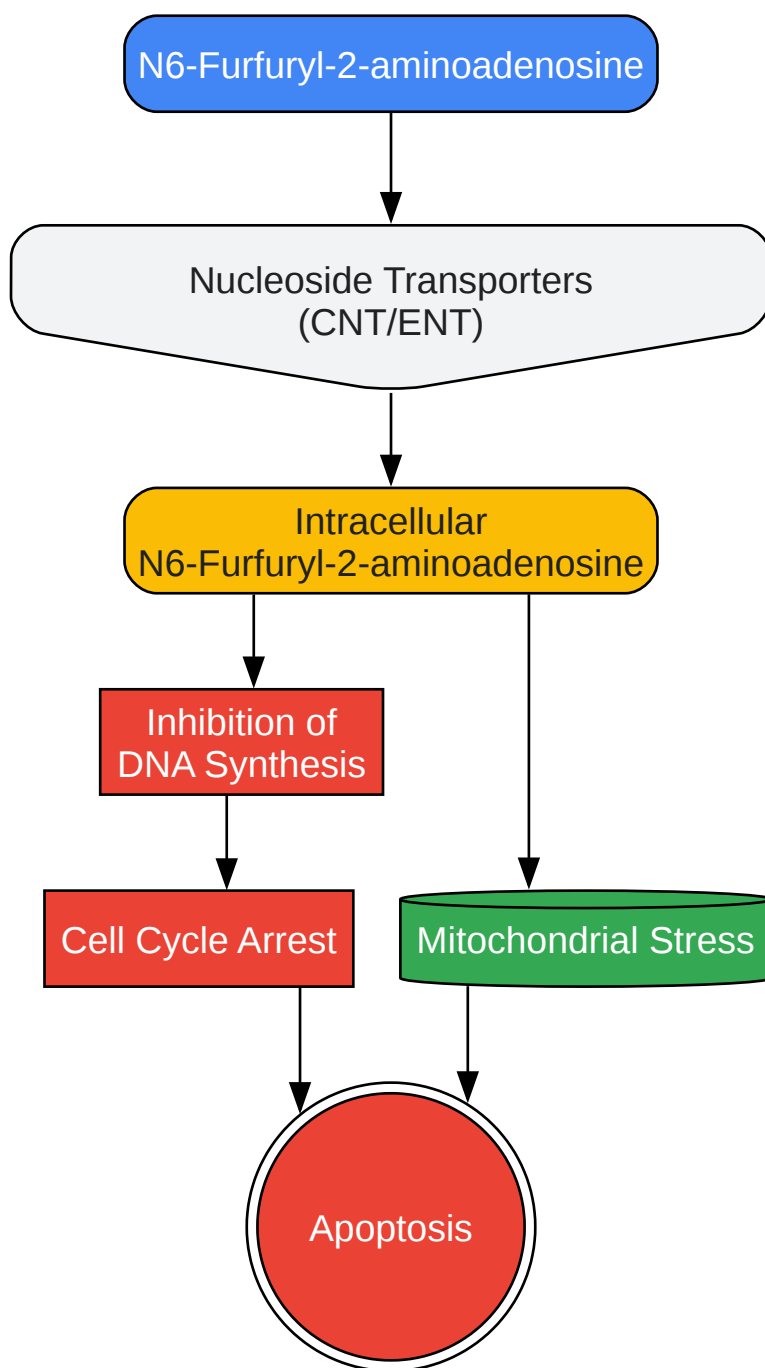 N6-Furfuryl-2-aminoadenosine
Nucleoside Transporters
(CNT/ENT)
Intracellular
N6-Furfuryl-2-aminoadenosine
Inhibition of
DNA Synthesis
Cell Cycle Arrest
Mitochondrial Stress
Apoptosis